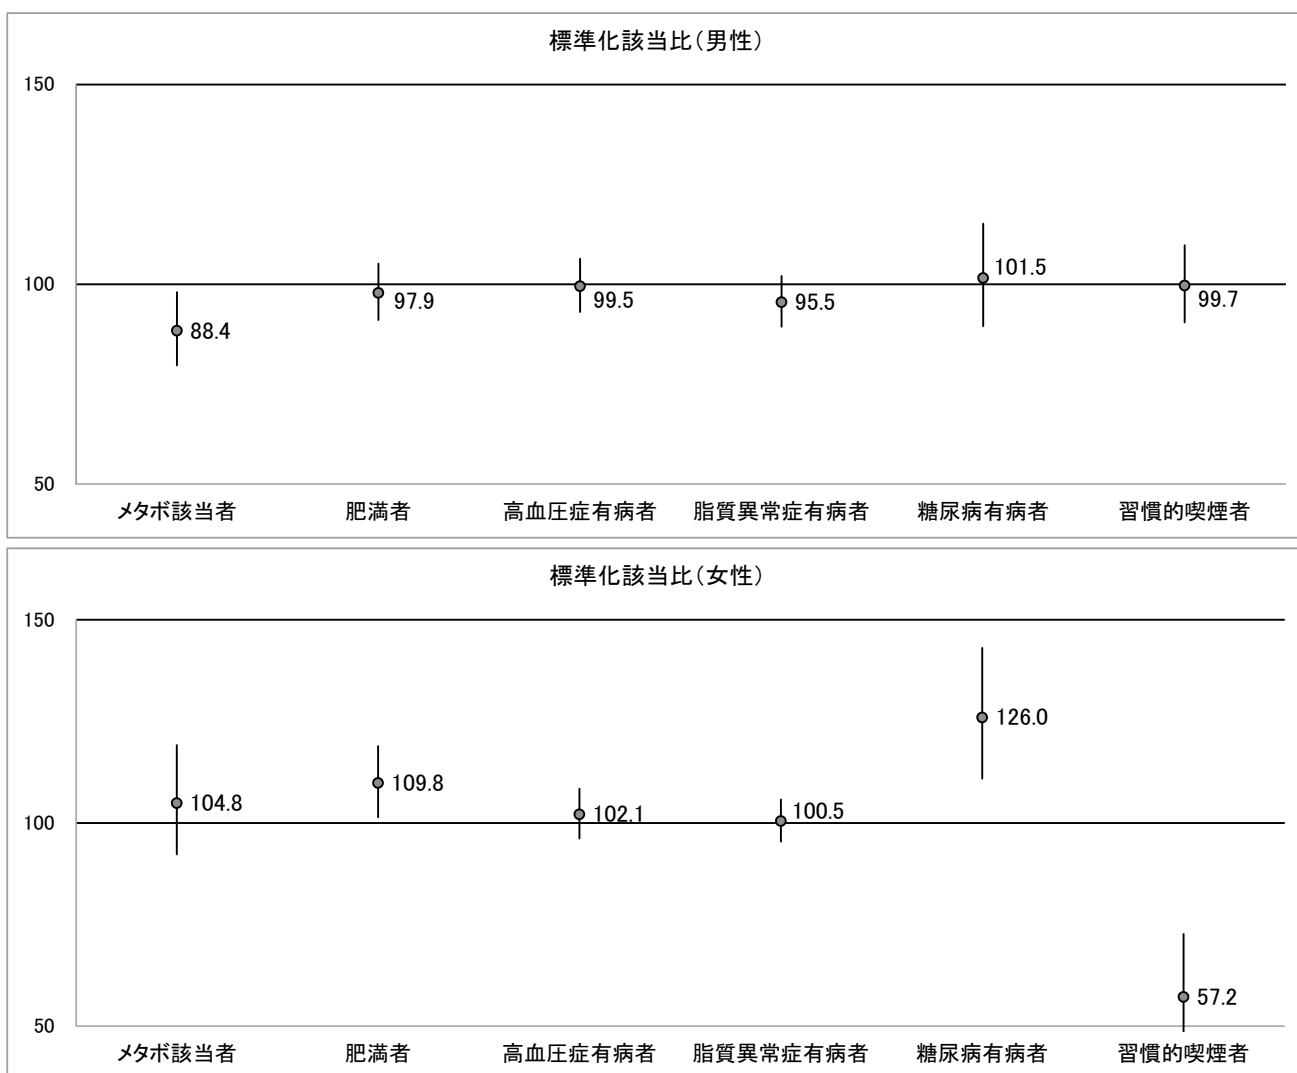 標準化該当比(男性)
150
100
50
88.4
97.9
99.5
95.5
101.5
99.7
メタボ該当者
肥満者
高血圧症有病者
脂質異常症有病者
糖尿病有病者
習慣的喫煙者
標準化該当比(女性)
150
100
50
104.8
109.8
102.1
100.5
126.0
57.2
メタボ該当者
肥満者
高血圧症有病者
脂質異常症有病者
糖尿病有病者
習慣的喫煙者